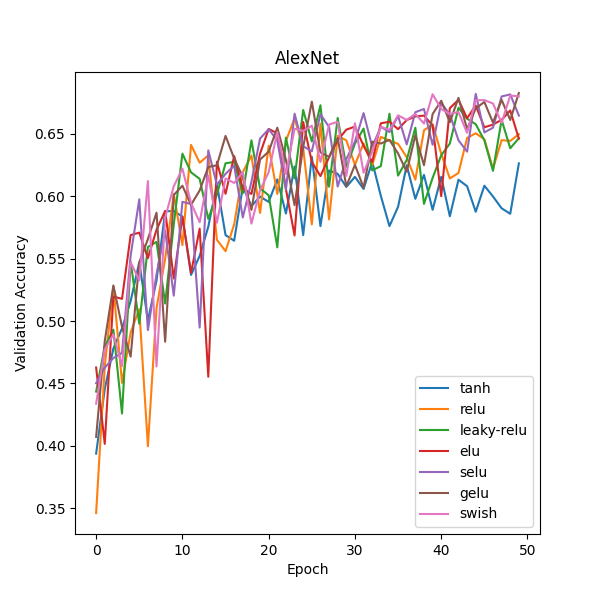 AlexNet
Validation Accuracy
0.65
0.60
0.55
0.50
0.45
0.40
0.35
tanh
relu
leaky-relu
elu
selu
gelu
swish
0 10 20 30 40 50
Epoch